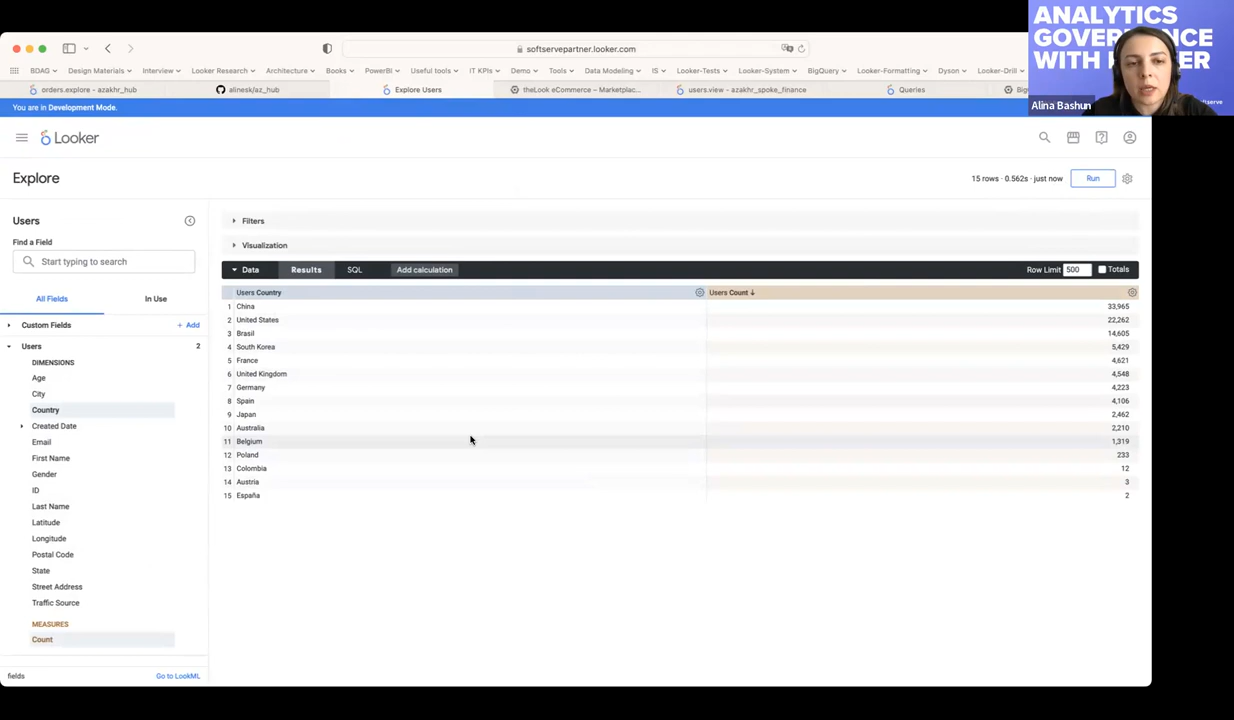 ANALYTICS
GOVERNANCE
WITH LOOKER
Alina Bashun
softservepartner.looker.com
BDAG
Design Materials
Interview
Looker Research
Architecture
Books
PowerBI
Useful tools
IT KPIs
Demo
Tools
Data Modeling
IS
Looker-Tests
Looker-System
BigQuery
Looker-Formatting
Dyson
Looker-Drill
orders.explore – azakhr_hub
alinesk/az_hub
Explore Users
theLook eCommerce – Marketplac...
users.view – azakhr_spoke_finance
Queries
You are in Development Mode.
Looker
Explore
15 rows · 0.562s · just now
Run
Users
Find a Field
Start typing to search
All Fields
In Use
Custom Fields
+ Add
Users
2
DIMENSIONS
Age
City
Country
Created Date
Email
First Name
Gender
ID
Last Name
Latitude
Longitude
Postal Code
State
Street Address
Traffic Source
MEASURES
Count
fields
Go to LookML
Filters
Visualization
Data
Results
SQL
Add calculation
Row Limit 500
Totals
Users Country
Users Count ↓
1 China 33,965
2 United States 22,262
3 Brasil 14,605
4 South Korea 5,429
5 France 4,621
6 United Kingdom 4,548
7 Germany 4,223
8 Spain 4,106
9 Japan 2,462
10 Australia 2,210
11 Belgium 1,319
12 Poland 233
13 Colombia 12
14 Austria 3
15 España 2